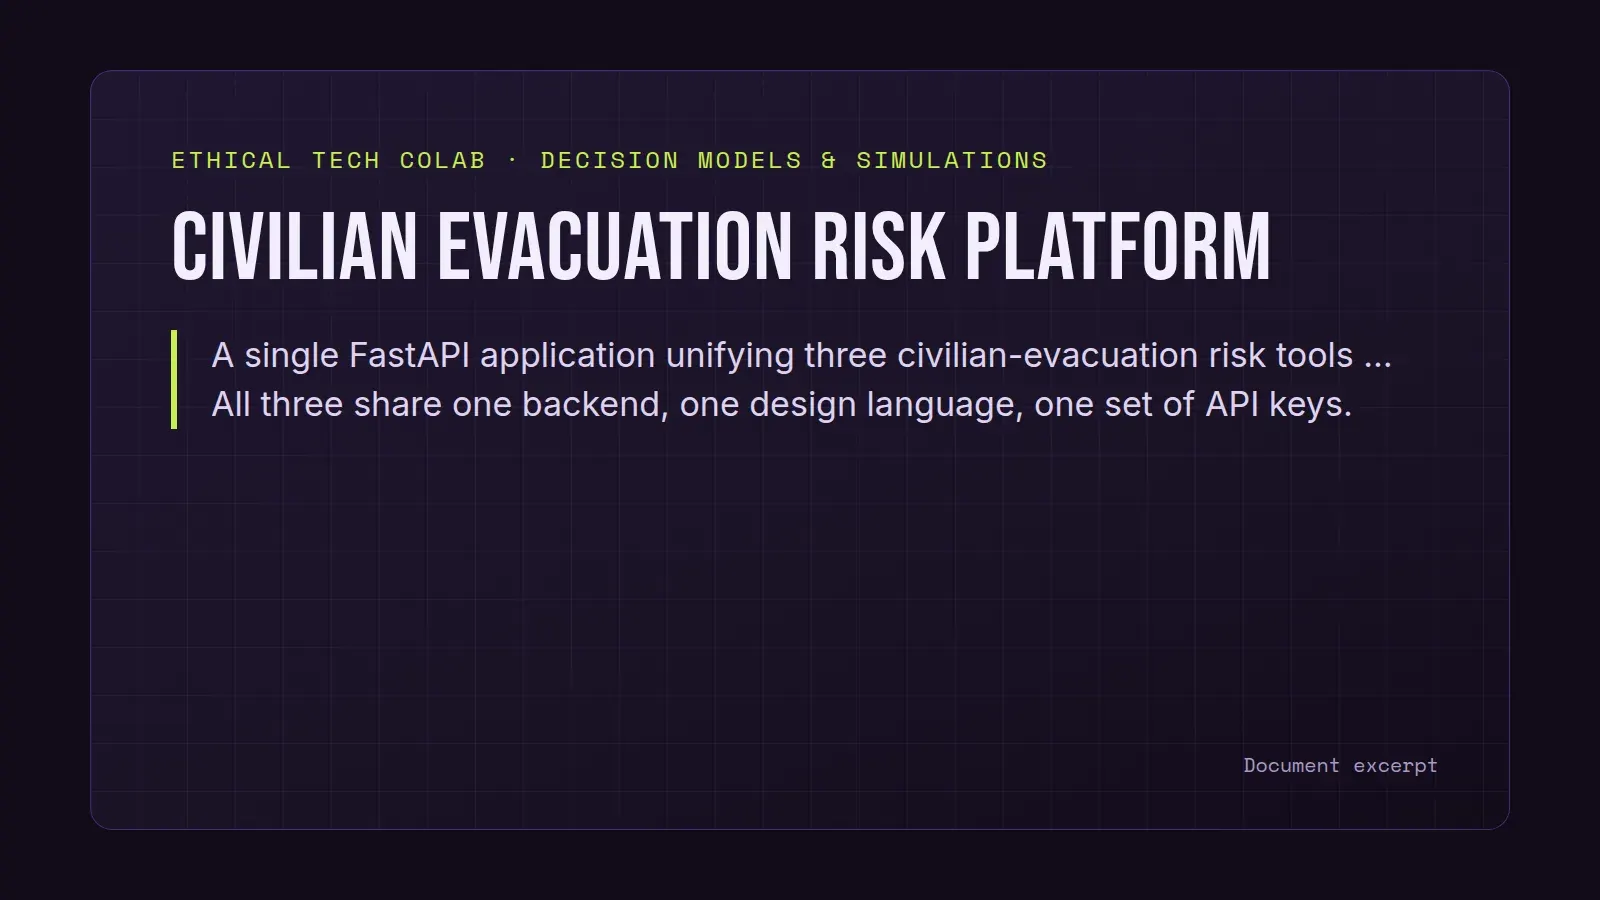 ETHICAL TECH COLAB · DECISION MODELS & SIMULATIONS
CIVILIAN EVACUATION RISK PLATFORM
A single FastAPI application unifying three civilian-evacuation risk tools ...
All three share one backend, one design language, one set of API keys.
Document excerpt